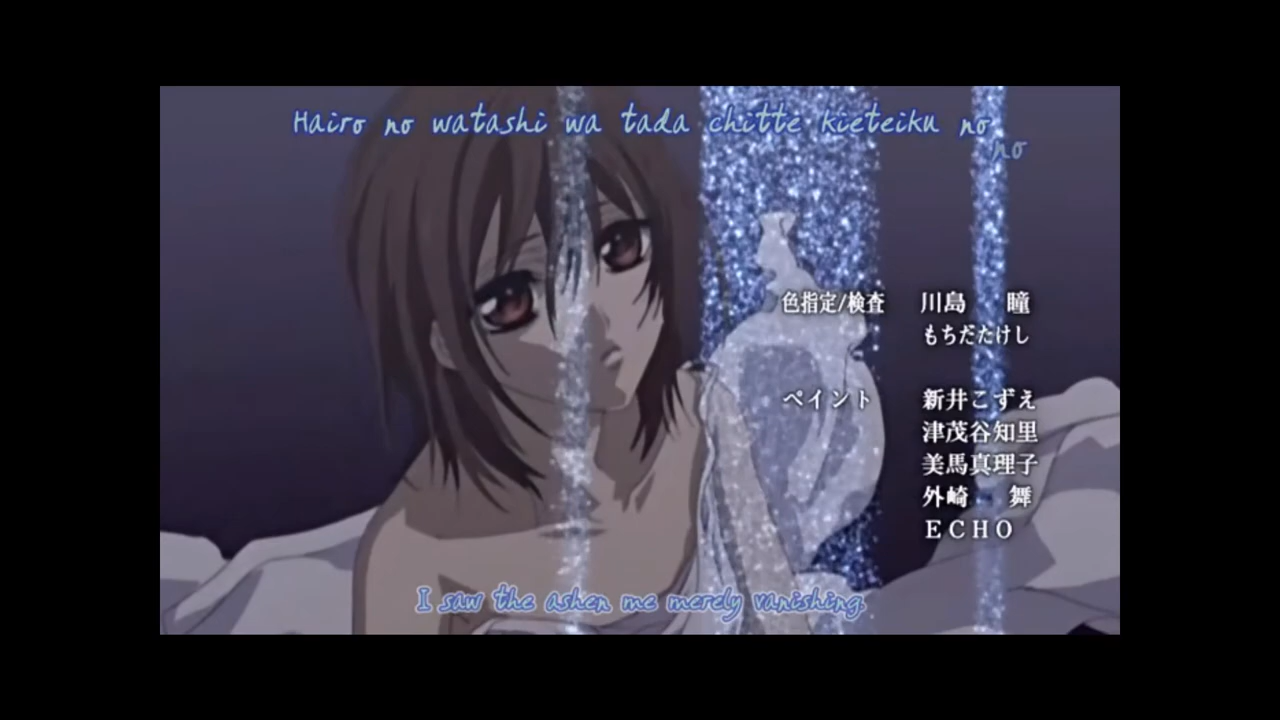 Hairo no watashi wa tada chitte kieteiku no
no
色指定/検査 川島 瞳
もちだたけし
ペイント 新井こずえ
津茂谷知里
美馬真理子
外崎 舞
ECHO
I saw the ashen me merely vanishing.